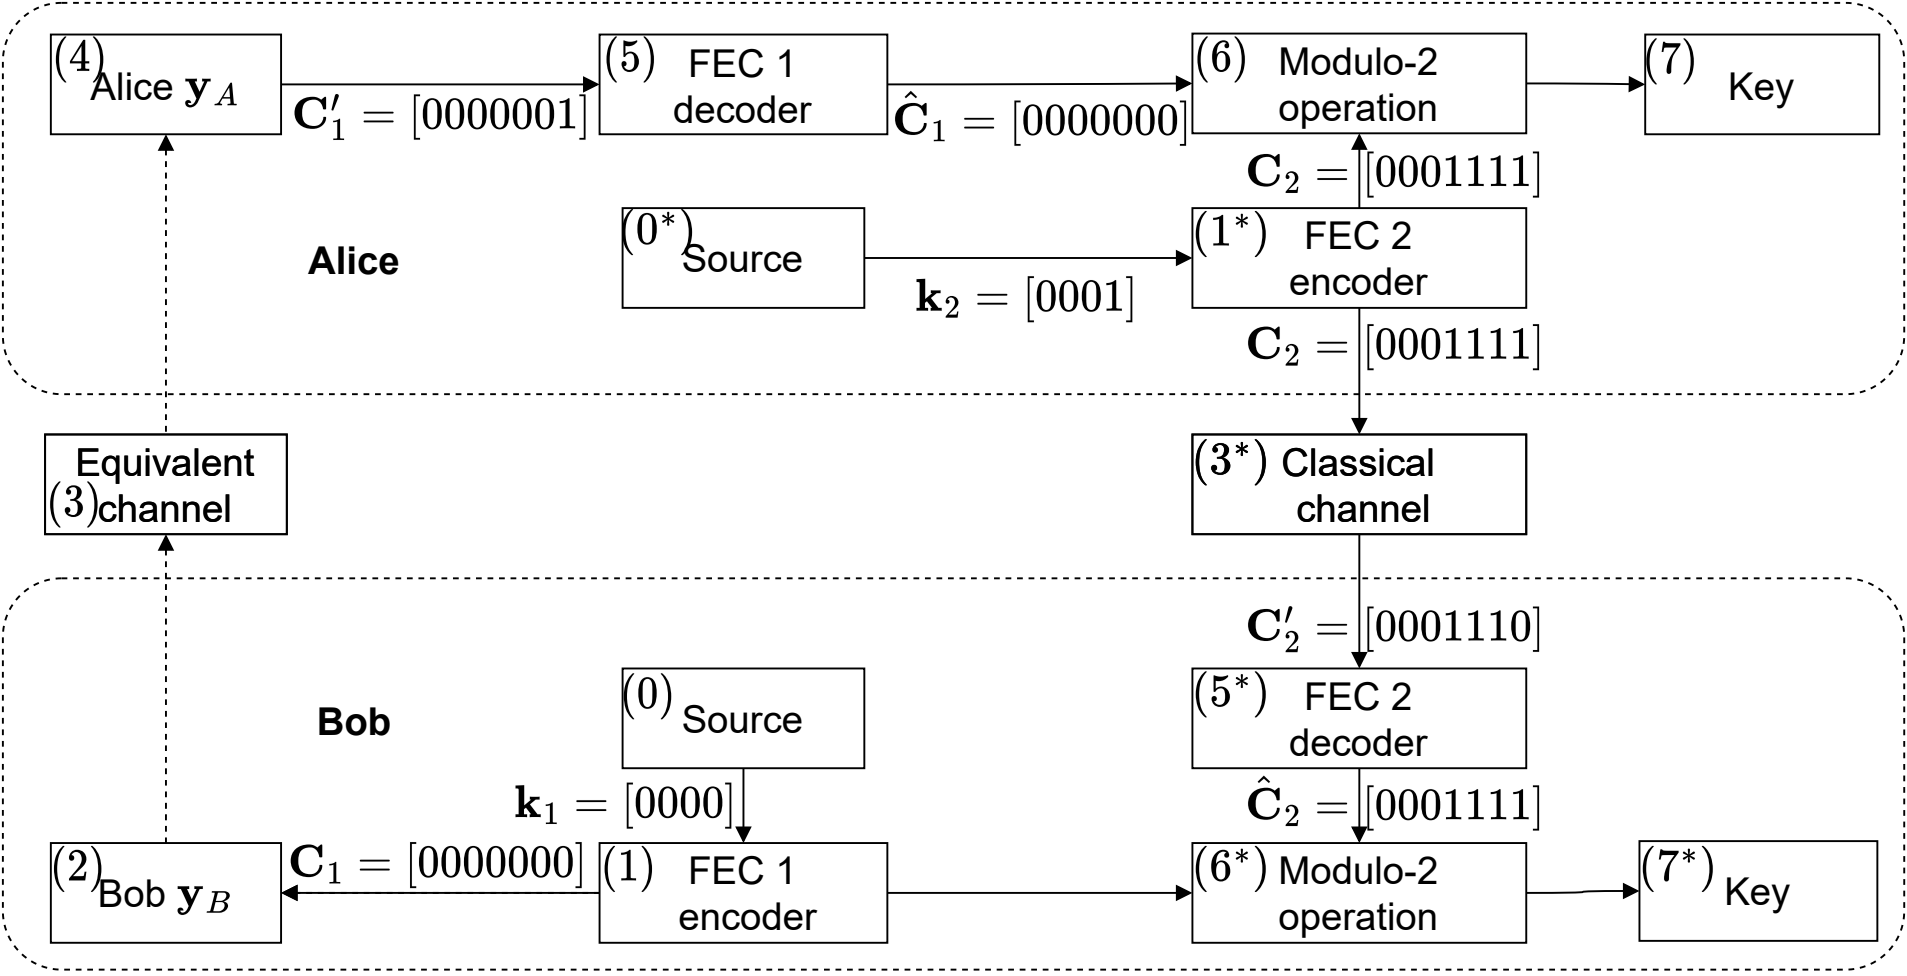 (4)
Alice y_A
C′_1 = [0000001]
(5)
FEC 1
decoder
Ĉ_1 = [0000000]
(6)
Modulo-2
operation
(7)
Key
C_2 = [0001111]
(0*)
Source
k_2 = [0001]
(1*)
FEC 2
encoder
Alice
C_2 = [0001111]
Equivalent
(3)channel
(3*) Classical
channel
C′_2 = [0001110]
(0)
Source
(5*)
FEC 2
decoder
Bob
k_1 = [0000]
Ĉ_2 = [0001111]
(2)
Bob y_B
C_1 = [0000000]
(1)
FEC 1
encoder
(6*)
Modulo-2
operation
(7*)
Key